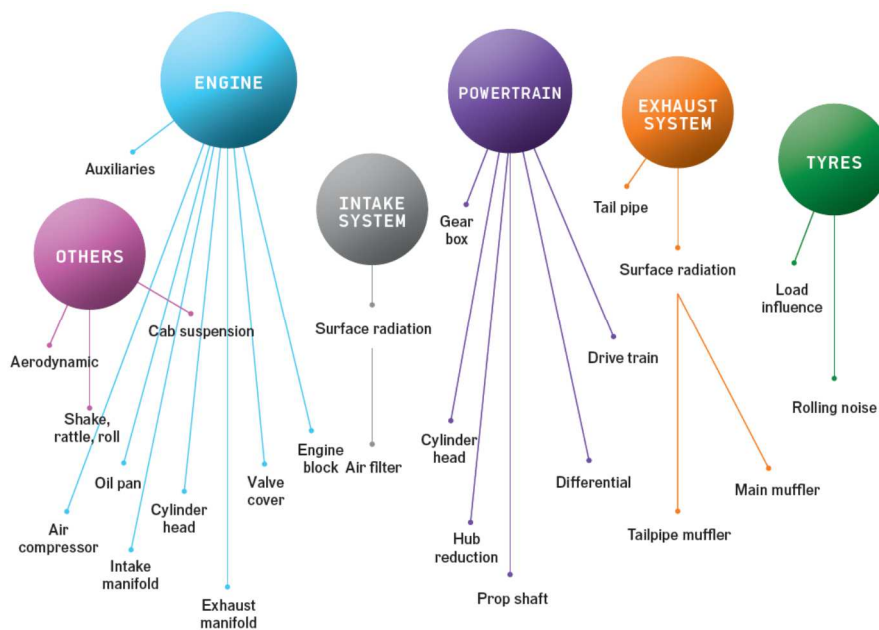 ENGINE
Auxiliaries
Air
compressor
Oil pan
Intake
manifold
Cylinder
head
Exhaust
manifold
Valve
cover
Engine
block
OTHERS
Aerodynamic
Shake,
rattle, roll
Cab suspension
INTAKE
SYSTEM
Surface radiation
Air filter
POWERTRAIN
Gear
box
Cylinder
head
Hub
reduction
Prop shaft
Differential
Drive train
EXHAUST
SYSTEM
Tail pipe
Surface radiation
Tailpipe muffler
Main muffler
TYRES
Load
influence
Rolling noise